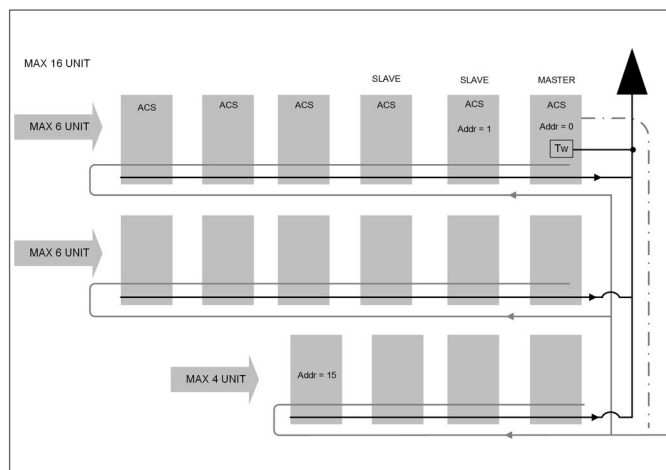 MAX 16 UNIT
SLAVE
SLAVE
MASTER
ACS
ACS
ACS
ACS
ACS
ACS
MAX 6 UNIT
Addr = 1
Addr = 0
Tw
MAX 6 UNIT
MAX 4 UNIT
Addr = 15